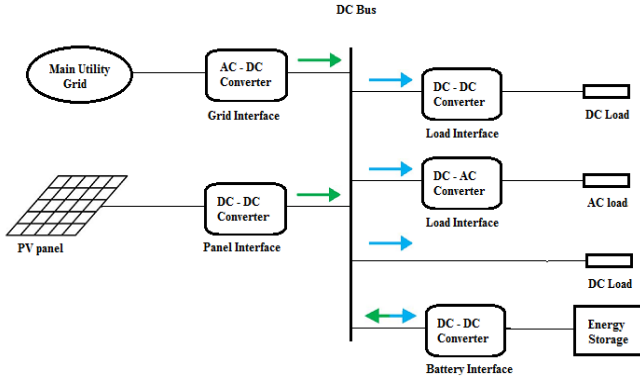 DC Bus
Main Utility
Grid
AC - DC
Converter
Grid Interface
DC - DC
Converter
Load Interface
DC Load
PV panel
DC - DC
Converter
Panel Interface
DC - AC
Converter
Load Interface
AC load
DC Load
DC - DC
Converter
Battery Interface
Energy
Storage